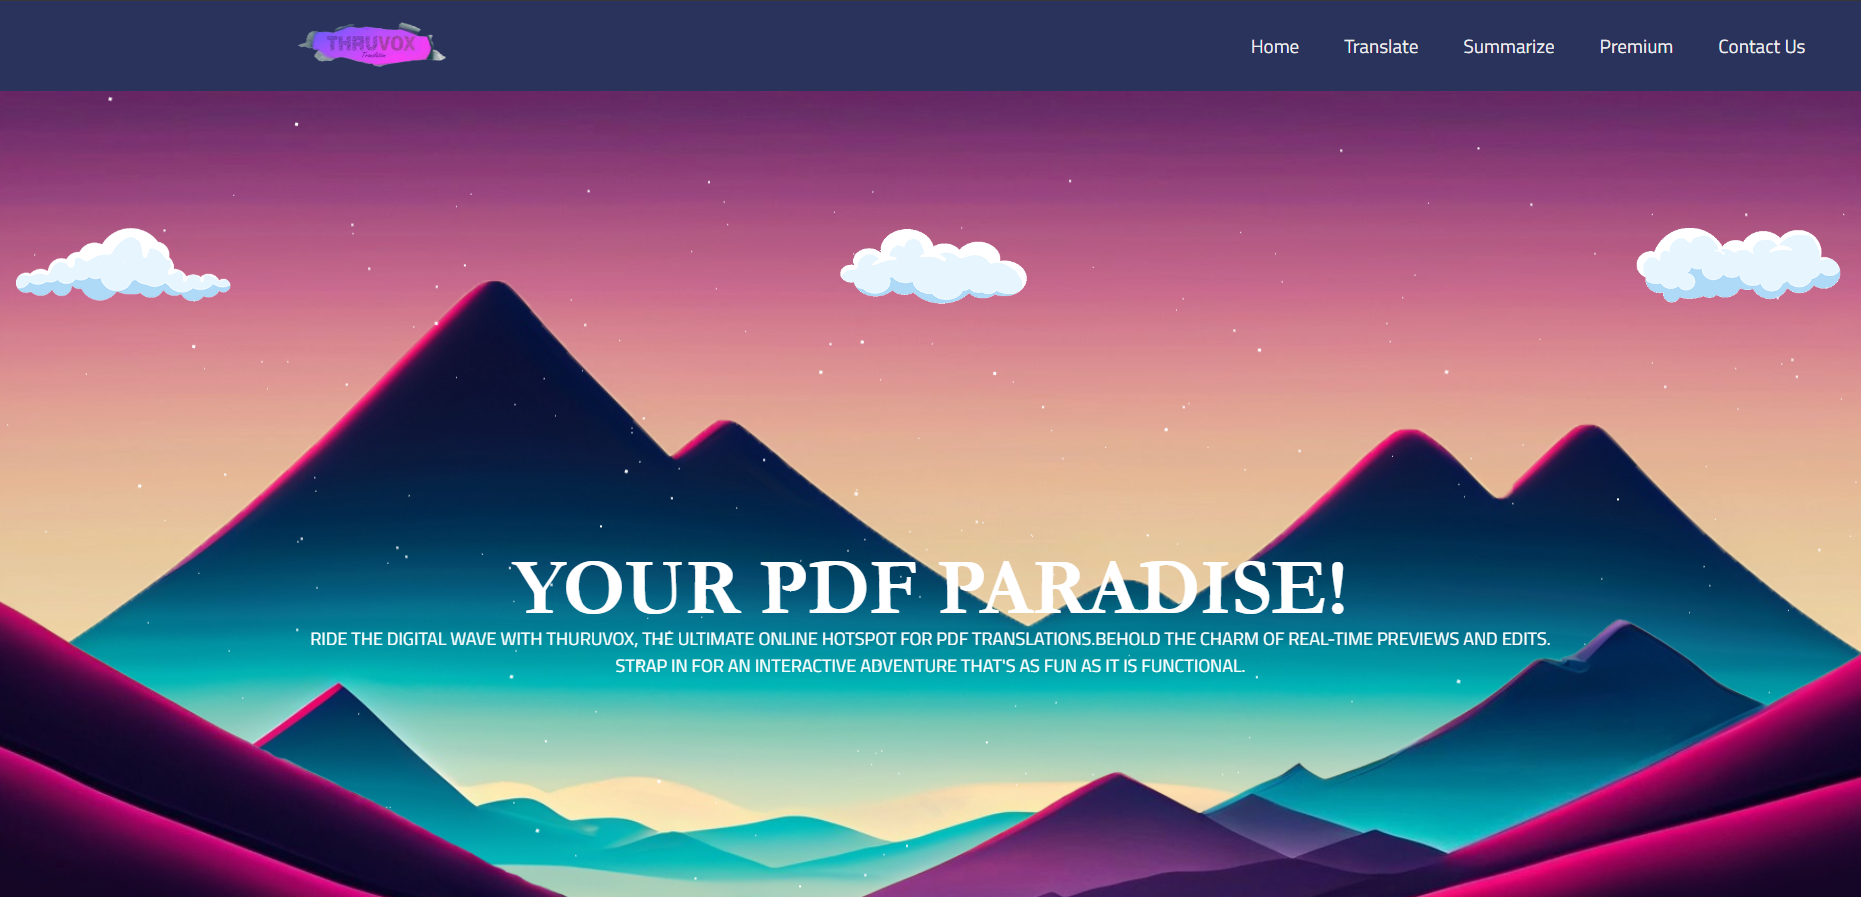 THRUVOX
Translator
Home Translate Summarize Premium Contact Us
YOUR PDF PARADISE!
RIDE THE DIGITAL WAVE WITH THURUVOX, THE ULTIMATE ONLINE HOTSPOT FOR PDF TRANSLATIONS.BEHOLD THE CHARM OF REAL-TIME PREVIEWS AND EDITS.
STRAP IN FOR AN INTERACTIVE ADVENTURE THAT'S AS FUN AS IT IS FUNCTIONAL.